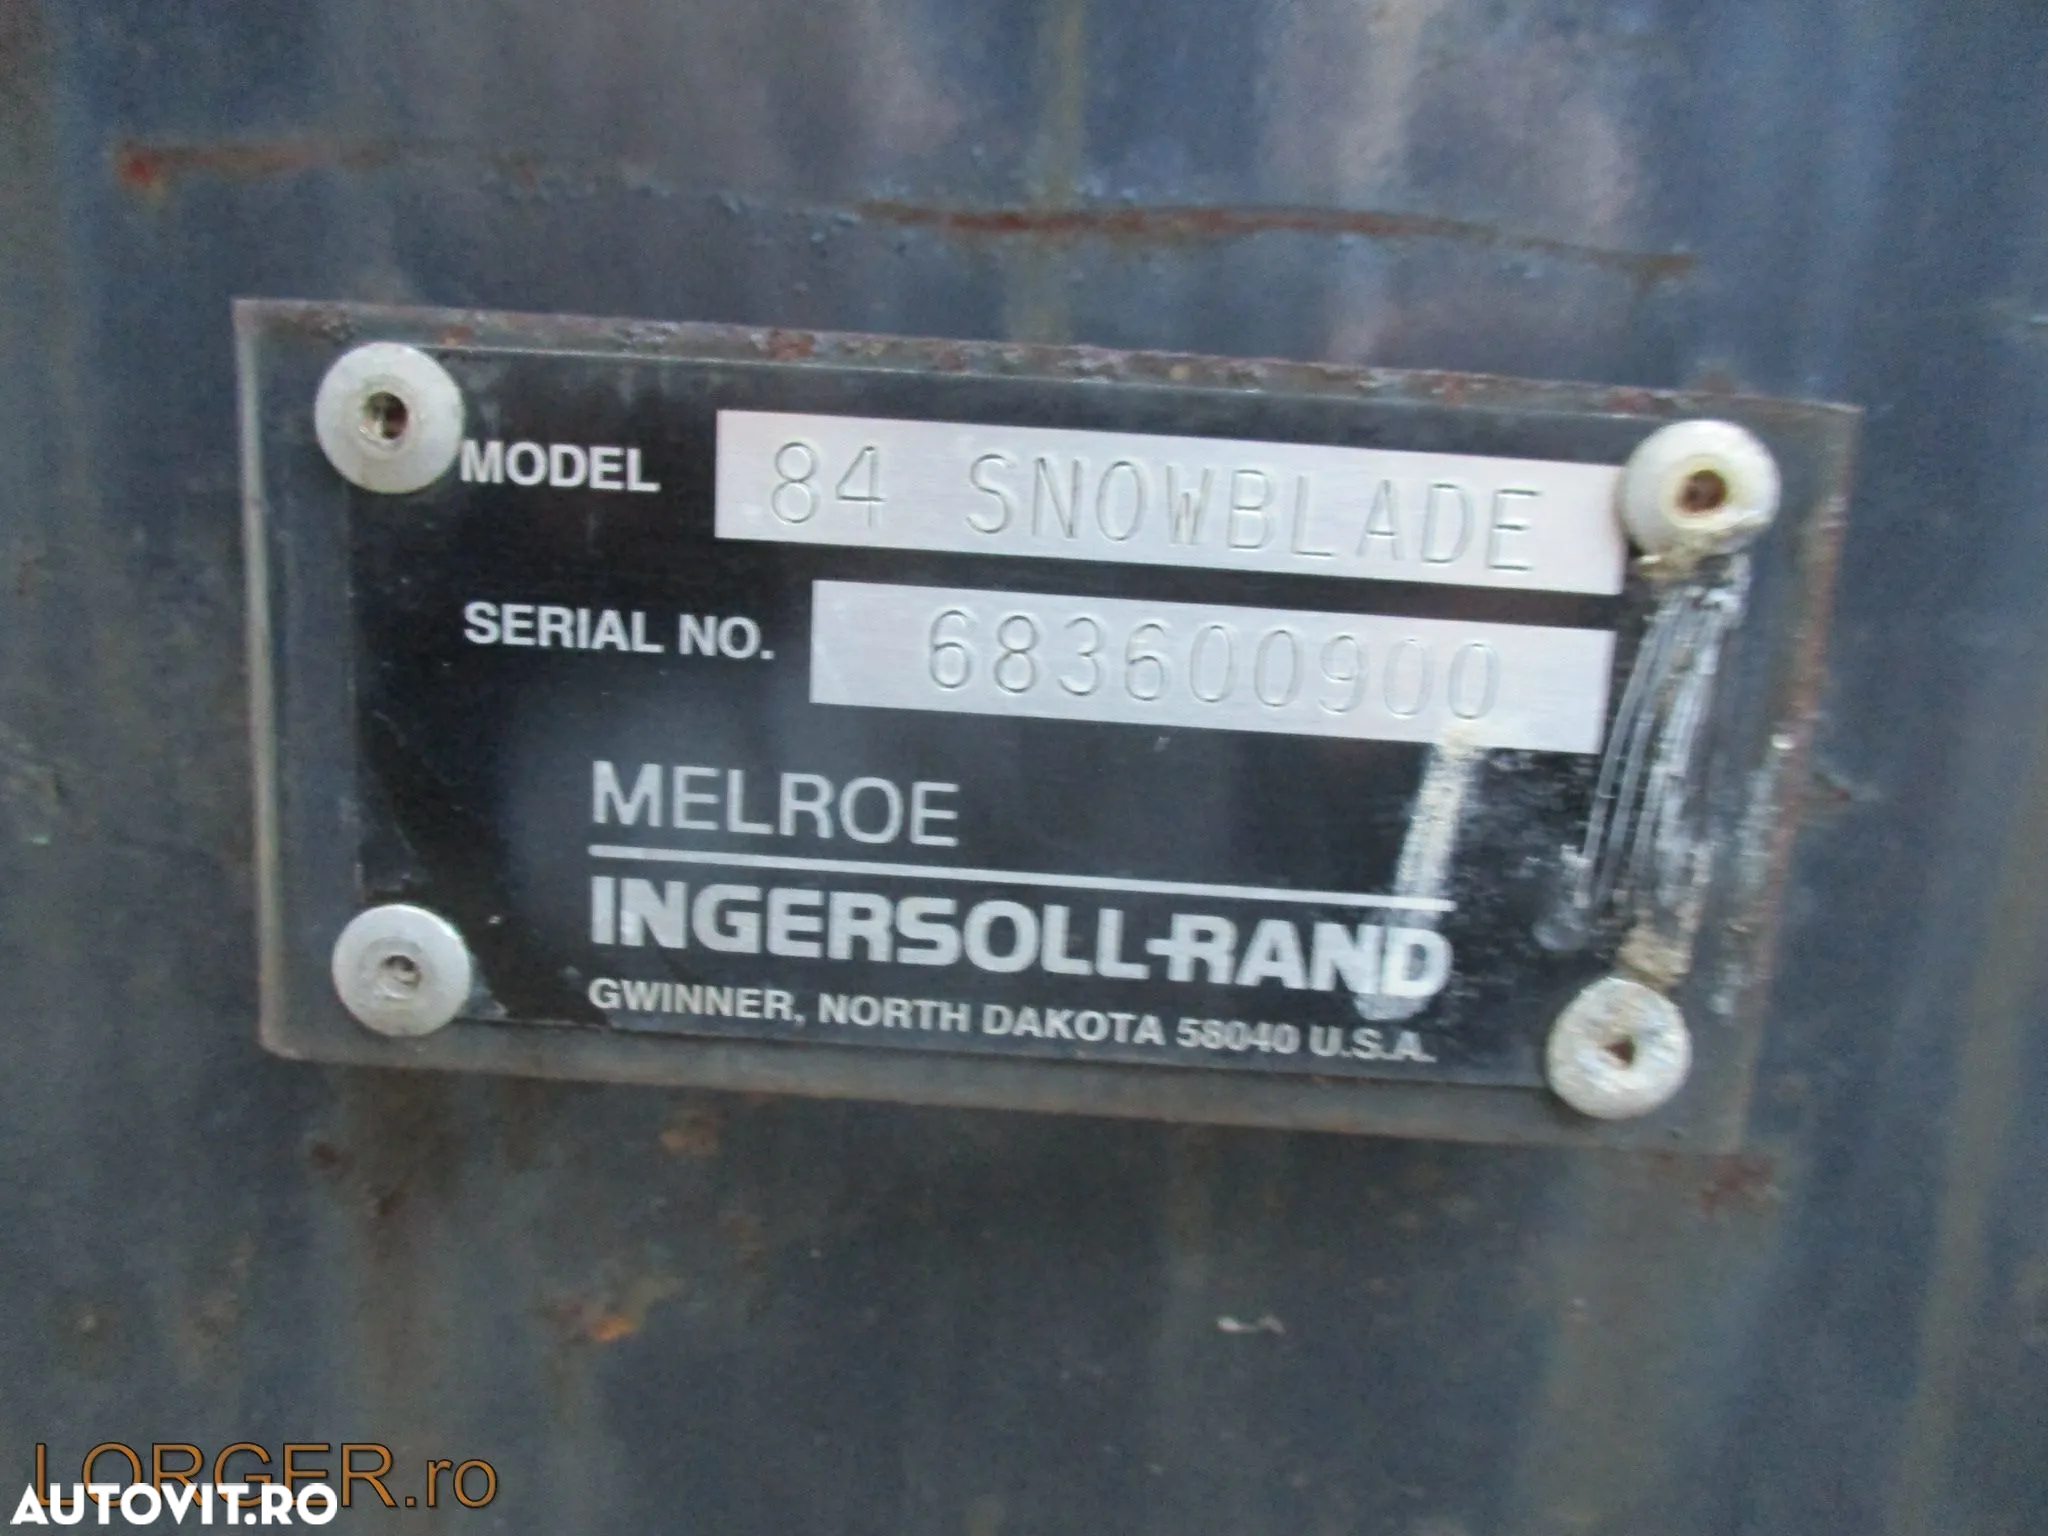 MODEL 84 SNOWBLADE
SERIAL NO. 683600900
MELROE
INGERSOLL-RAND
GWINNER, NORTH DAKOTA 58040 U.S.A.
LORGER.ro
AUTOVIT.RO